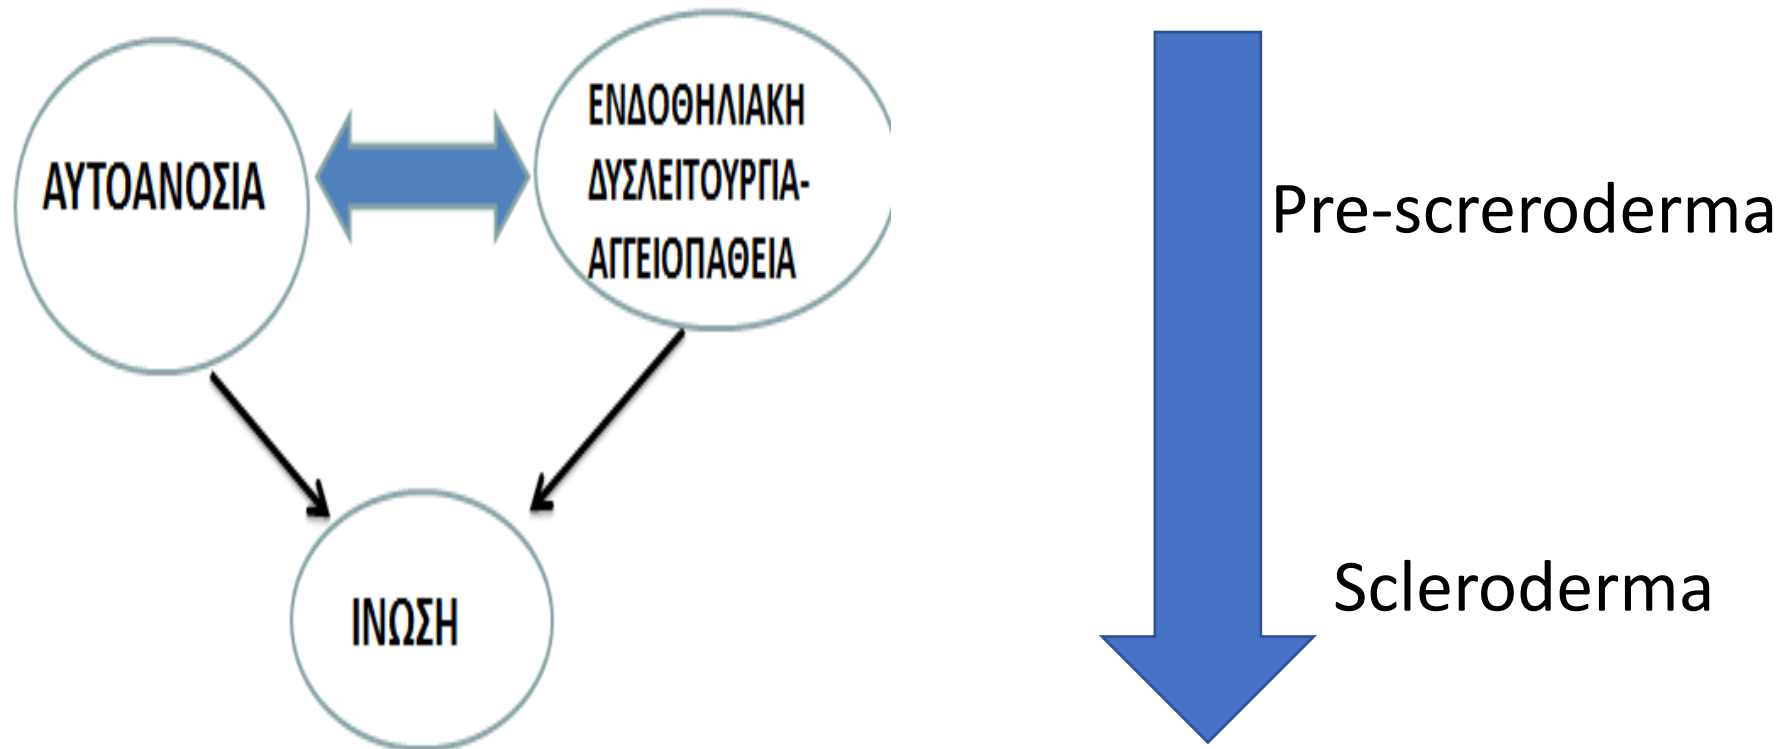 ΑΥΤΟΑΝΟΣΙΑ
ΕΝΔΟΘΗΛΙΑΚΗ
ΔΥΣΛΕΙΤΟΥΡΓΙΑ-
ΑΓΓΕΙΟΠΑΘΕΙΑ
ΙΝΩΣΗ
Pre-screroderma
Scleroderma